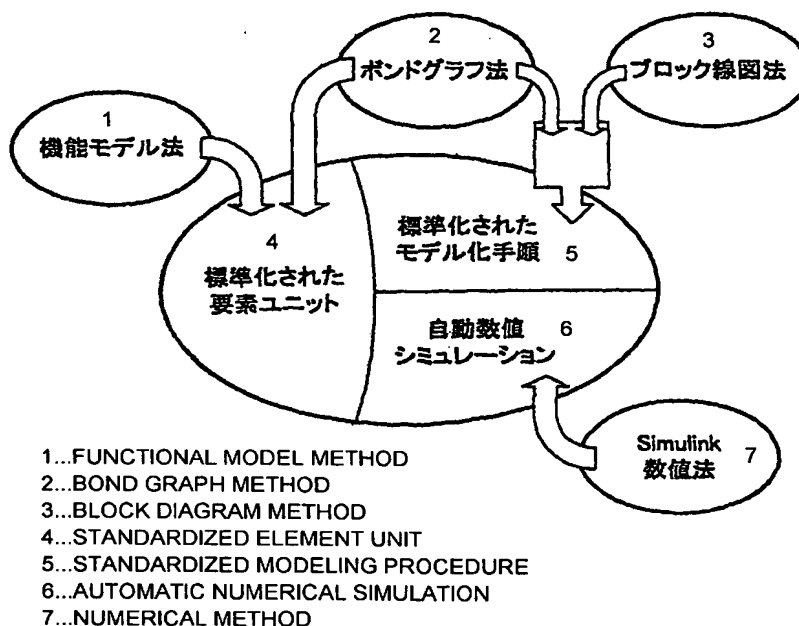 2
ボンドグラフ法
3
ブロック線図法
1
機能モデル法
4
標準化された
要素ユニット
標準化された
モデル化手順 5
自動数値 6
シミュレーション
Simulink
数値法 7
1...FUNCTIONAL MODEL METHOD
2...BOND GRAPH METHOD
3...BLOCK DIAGRAM METHOD
4...STANDARDIZED ELEMENT UNIT
5...STANDARDIZED MODELING PROCEDURE
6...AUTOMATIC NUMERICAL SIMULATION
7...NUMERICAL METHOD